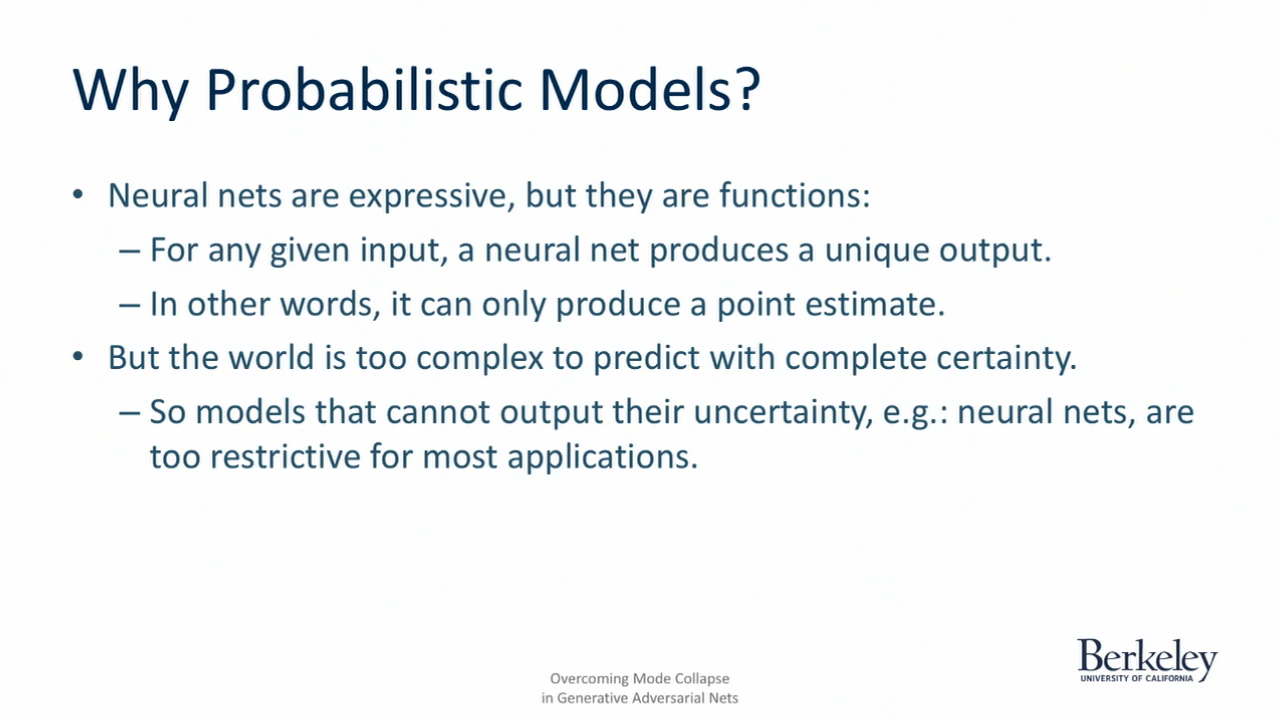 Why Probabilistic Models?
• Neural nets are expressive, but they are functions:
– For any given input, a neural net produces a unique output.
– In other words, it can only produce a point estimate.
• But the world is too complex to predict with complete certainty.
– So models that cannot output their uncertainty, e.g.: neural nets, are
too restrictive for most applications.
Overcoming Mode Collapse
in Generative Adversarial Nets
Berkeley
UNIVERSITY OF CALIFORNIA